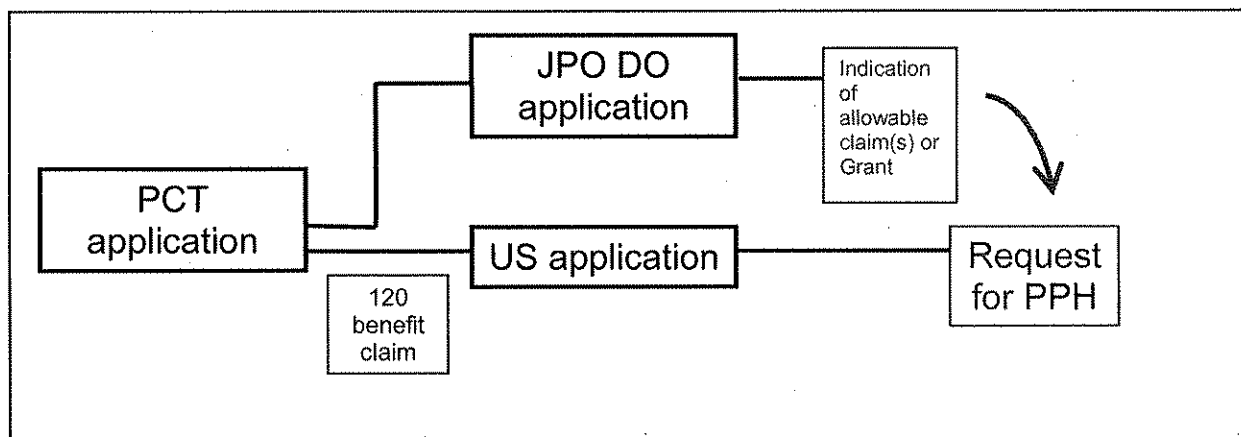 JPO DO
application
Indication
of
allowable
claim(s) or
Grant
PCT
application
US application
120
benefit
claim
Request
for PPH